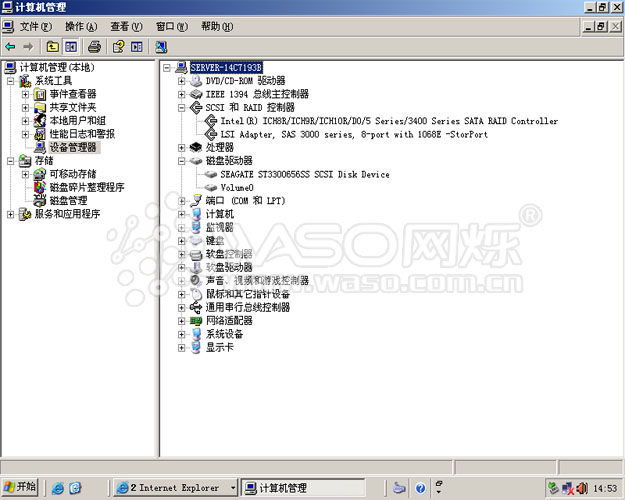 计算机管理
文件(F) 操作(A) 查看(V) 窗口(W) 帮助(H)
计算机管理(本地)
系统工具
事件查看器
共享文件夹
本地用户和组
性能日志和警报
设备管理器
存储
可移动存储
磁盘碎片整理程序
磁盘管理
服务和应用程序
SERVER-14C7193B
DVD/CD-ROM 驱动器
IEEE 1394 总线主控制器
SCSI 和 RAID 控制器
Intel(R) ICH8R/ICH9R/ICH10R/DO/5 Series/3400 Series SATA RAID Controller
LSI Adapter, SAS 3000 series, 8-port with 1068E -StorPort
处理器
磁盘驱动器
SEAGATE ST3300656SS SCSI Disk Device
Volume0
端口 (COM 和 LPT)
计算机
监视器
键盘
软盘控制器
软盘驱动器
声音、视频和游戏控制器
鼠标和其它指针设备
通用串行总线控制器
网络适配器
系统设备
显示卡
WASO网烁®
www.waso.com.cn
开始
2 Internet Explorer
计算机管理
14:53